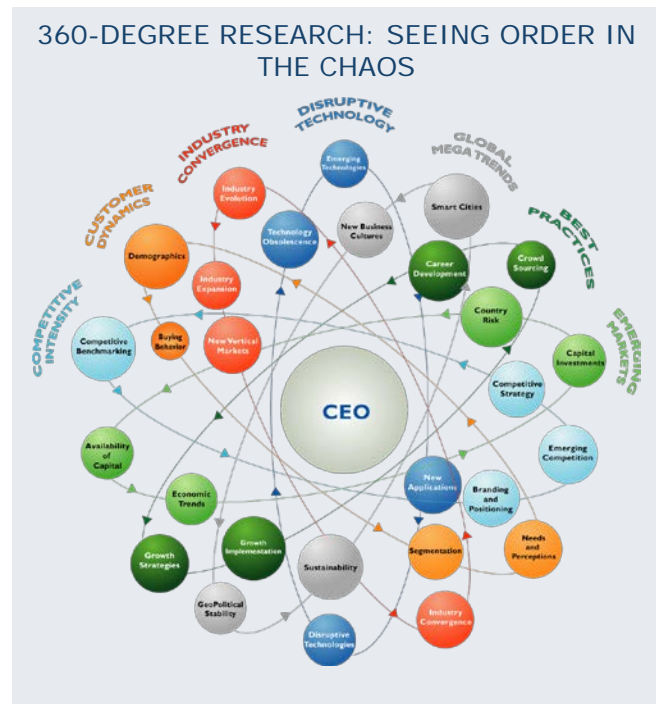 360-DEGREE RESEARCH: SEEING ORDER IN
THE CHAOS
DISRUPTIVE
TECHNOLOGY
INDUSTRY
CONVERGENCE
GLOBAL
MEGA TRENDS
CUSTOMER
DYNAMICS
BEST
PRACTICES
COMPETITIVE
INTENSITY
EMERGING
MARKETS
Emerging
Technologies
Industry
Evolution
Smart Cities
Technology
Obsolescence
New Business
Cultures
Demographics
Career
Development
Crowd
Sourcing
Industry
Expansion
Country
Risk
Competitive
Benchmarking
Buying
Behavior
New Vertical
Markets
Capital
Investments
Competitive
Strategy
CEO
Availability
of
Capital
Emerging
Competition
New
Applications
Economic
Trends
Branding
and
Positioning
Growth
Strategies
Growth
Implementation
Sustainability
Segmentation
Needs
and
Perceptions
GeoPolitical
Stability
Disruptive
Technologies
Industry
Convergence